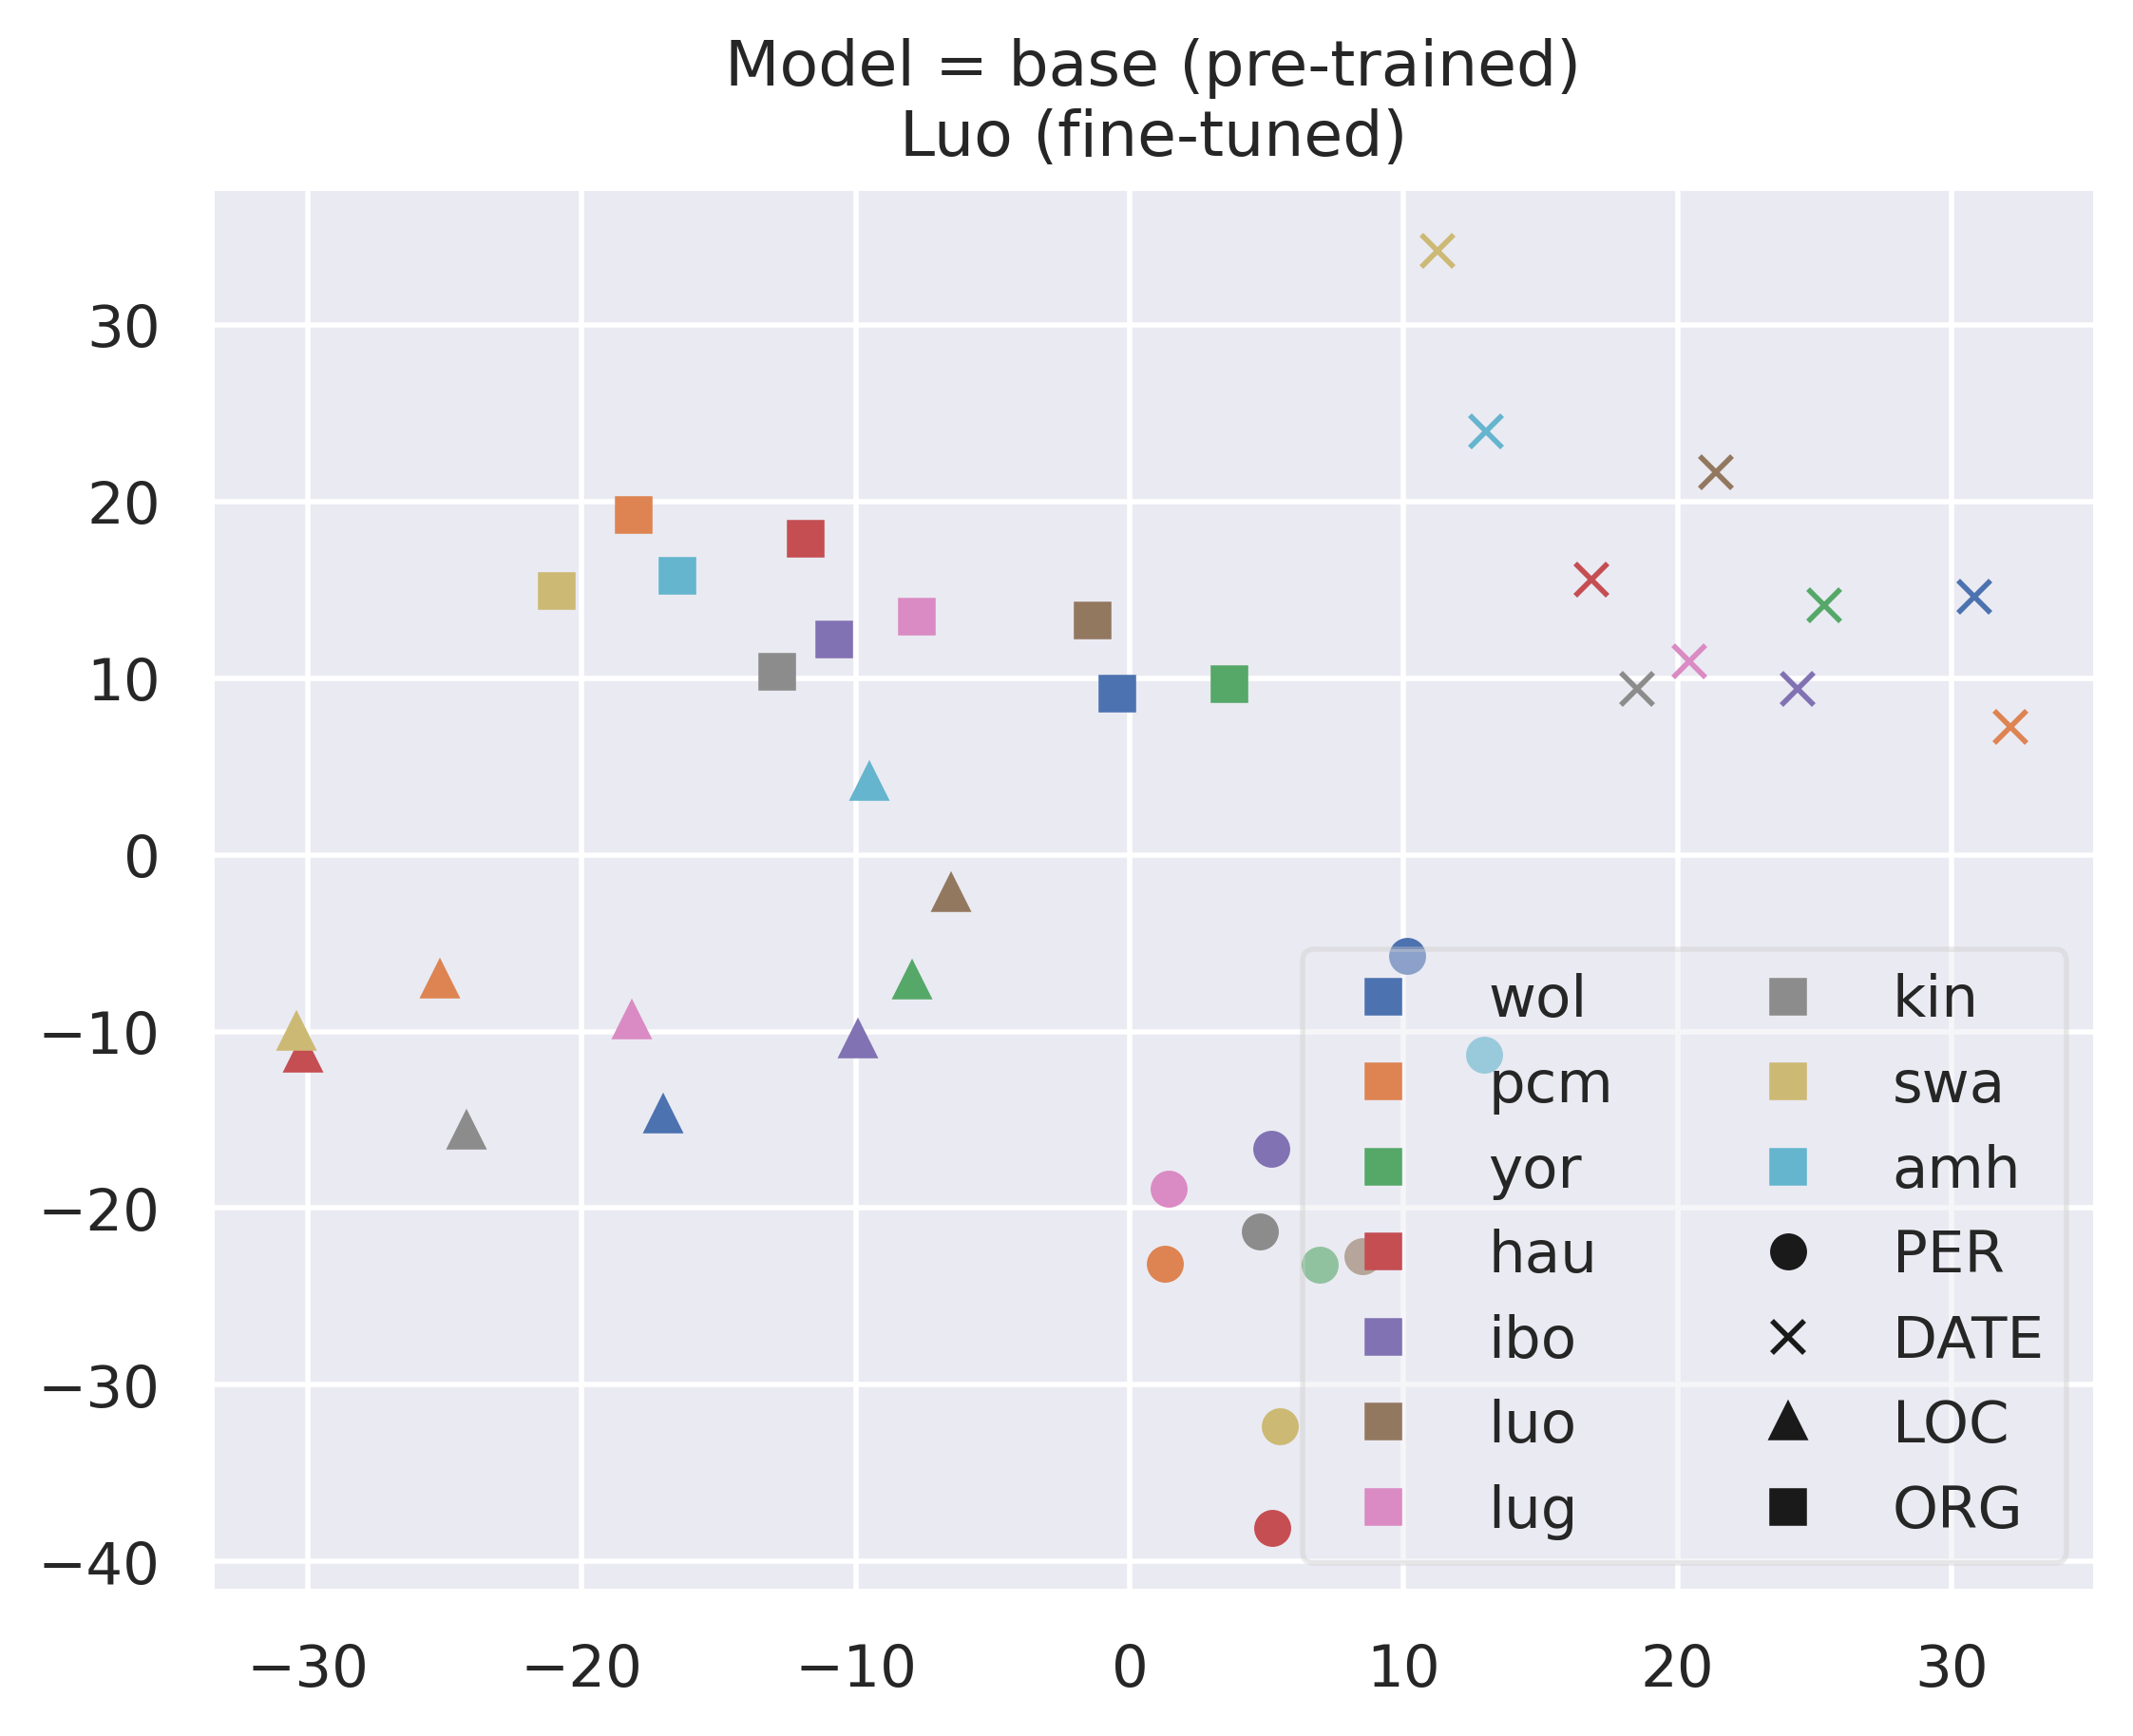 Model = base (pre-trained)
Luo (fine-tuned)
30
20
10
0
−10
−20
−30
−40
−30
−20
−10
0
10
20
30
wol
pcm
yor
hau
ibo
luo
lug
kin
swa
amh
PER
DATE
LOC
ORG